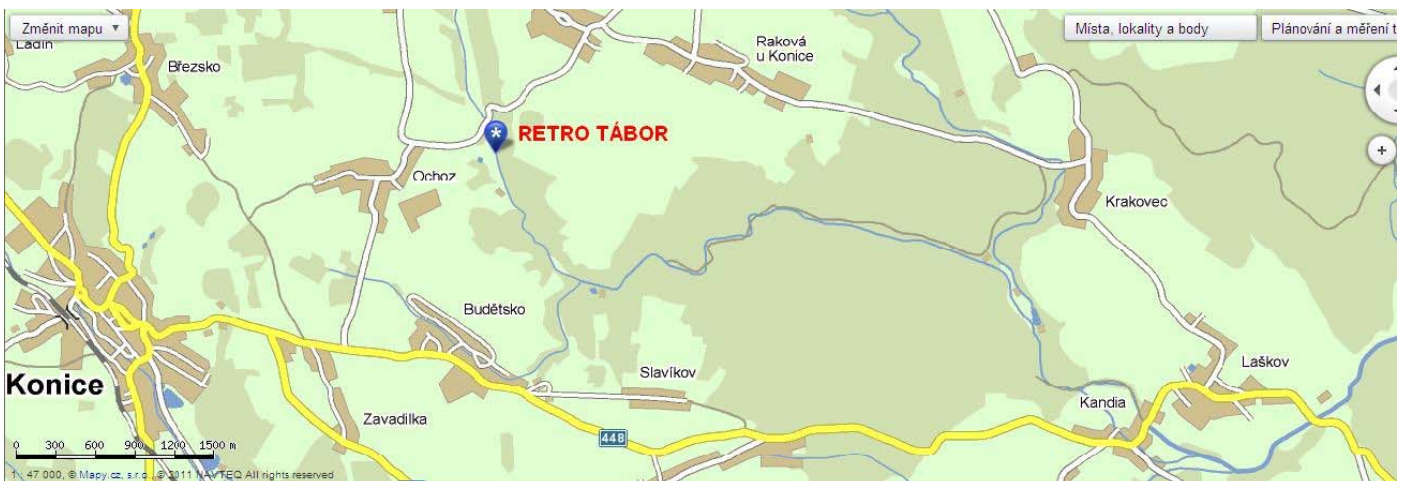 Změnit mapu
Místa, lokality a body
Plánování a měření t
Ladín
Březsko
Raková
u Konice
* RETRO TÁBOR
Ochoz
Krakovec
Budětsko
Slavíkov
Laškov
Konice
Zavadilka
Kandia
448
0 300 600 900 1200 1500 m
1 : 47 000, © Mapy.cz, s.r.o., © 2011 NAVTEQ All rights reserved